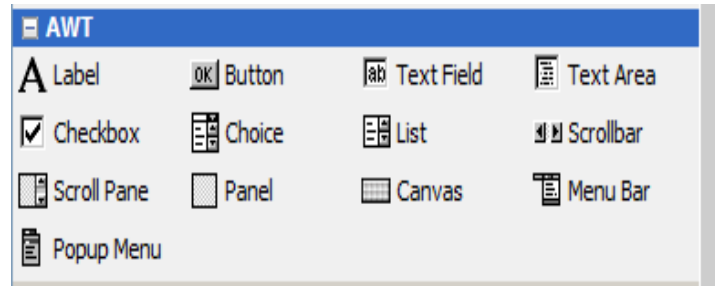 AWT
A Label OK Button ab Text Field Text Area
Checkbox Choice List Scrollbar
Scroll Pane Panel Canvas Menu Bar
Popup Menu